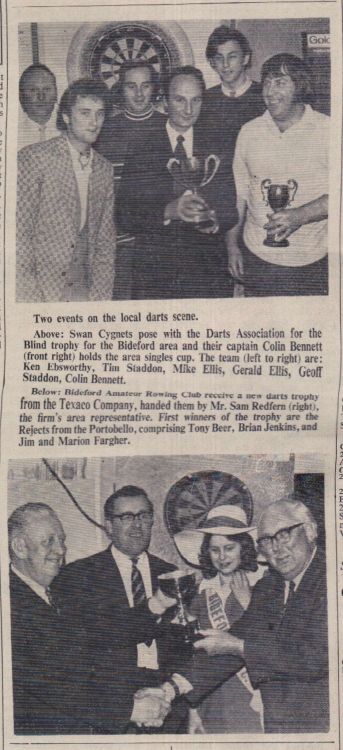 Gol
Two events on the local darts scene.
Above: Swan Cygnets pose with the Darts Association for the
Blind trophy for the Bideford area and their captain Colin Bennett
(front right) holds the area singles cup. The team (left to right) are:
Ken Ebsworthy, Tim Staddon, Mike Ellis, Gerald Ellis, Geoff
Staddon, Colin Bennett.
Below: Bideford Amateur Rowing Club receive a new darts trophy
from the Texaco Company, handed them by Mr. Sam Redfern (right),
the firm's area representative. First winners of the trophy are the
Rejects from the Portobello, comprising Tony Beer, Brian Jenkins, and
Jim and Marion Fargher.
BIDEFO